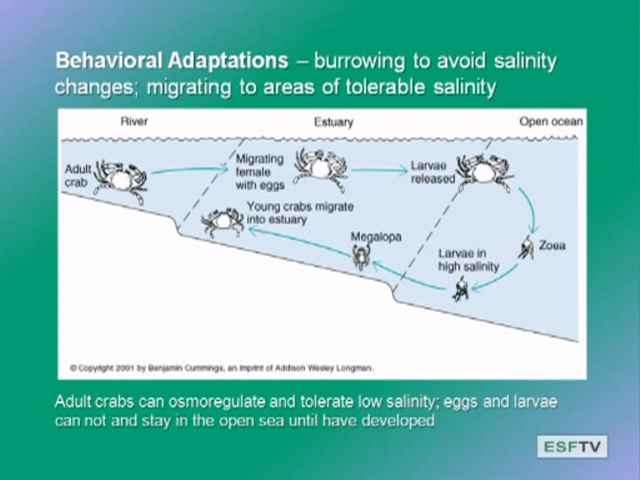 Behavioral Adaptations – burrowing to avoid salinity
changes; migrating to areas of tolerable salinity
River
Estuary
Open ocean
Adult
crab
Migrating
female
with eggs
Larvae
released
Young crabs migrate
into estuary
Megalopa
Larvae in
high salinity
Zoea
© Copyright 2001 by Benjamin Cummings, an Imprint of Addison Wesley Longman.
Adult crabs can osmoregulate and tolerate low salinity; eggs and larvae
can not and stay in the open sea until have developed
ESFTV